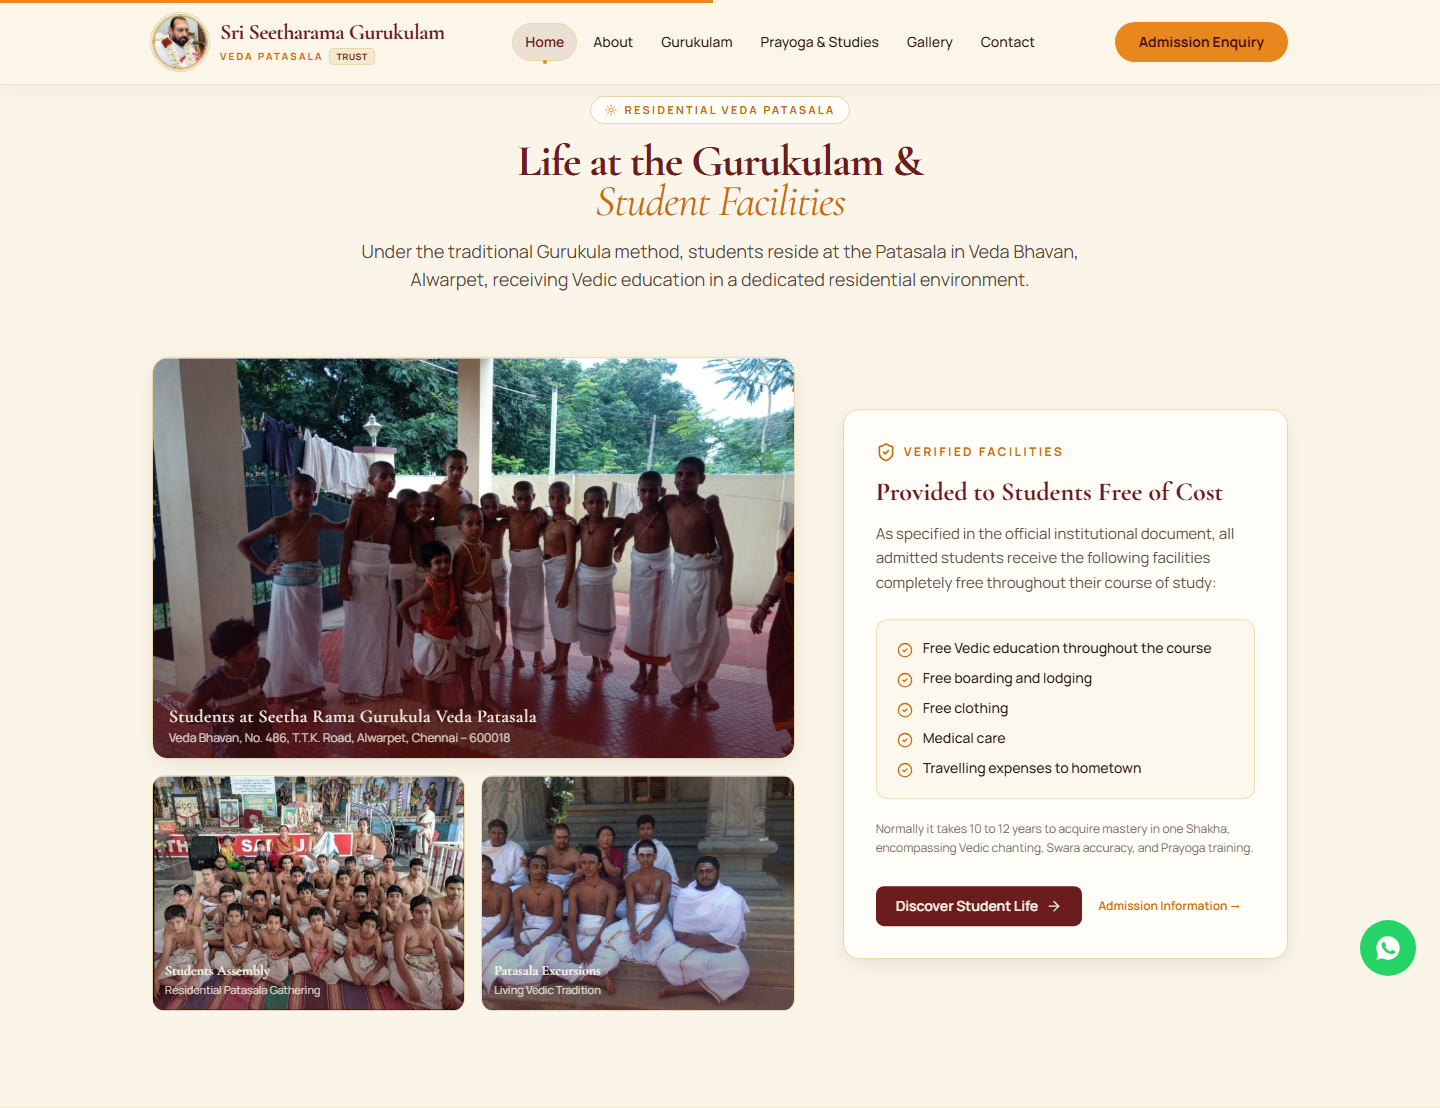 Sri Seetharama Gurukulam
VEDA PATASALA TRUST
Home
About
Gurukulam
Prayoga & Studies
Gallery
Contact
Admission Enquiry
RESIDENTIAL VEDA PATASALA
Life at the Gurukulam &
Student Facilities
Under the traditional Gurukula method, students reside at the Patasala in Veda Bhavan,
Alwarpet, receiving Vedic education in a dedicated residential environment.
Students at Seetha Rama Gurukula Veda Patasala
Veda Bhavan, No. 486, T.T.K. Road, Alwarpet, Chennai – 600018
Students Assembly
Residential Patasala Gathering
Patasala Excursions
Living Vedic Tradition
VERIFIED FACILITIES
Provided to Students Free of Cost
As specified in the official institutional document, all
admitted students receive the following facilities
completely free throughout their course of study:
Free Vedic education throughout the course
Free boarding and lodging
Free clothing
Medical care
Travelling expenses to hometown
Normally it takes 10 to 12 years to acquire mastery in one Shakha,
encompassing Vedic chanting, Swara accuracy, and Prayoga training.
Discover Student Life →
Admission Information →